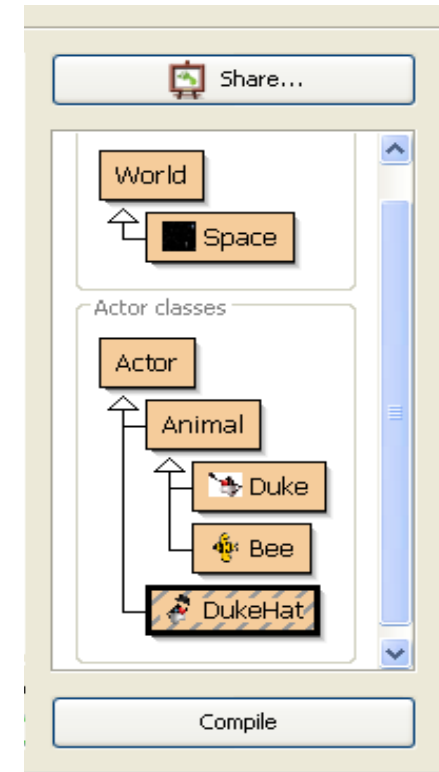 Share...
World
Space
Actor classes
Actor
Animal
Duke
Bee
DukeHat
Compile